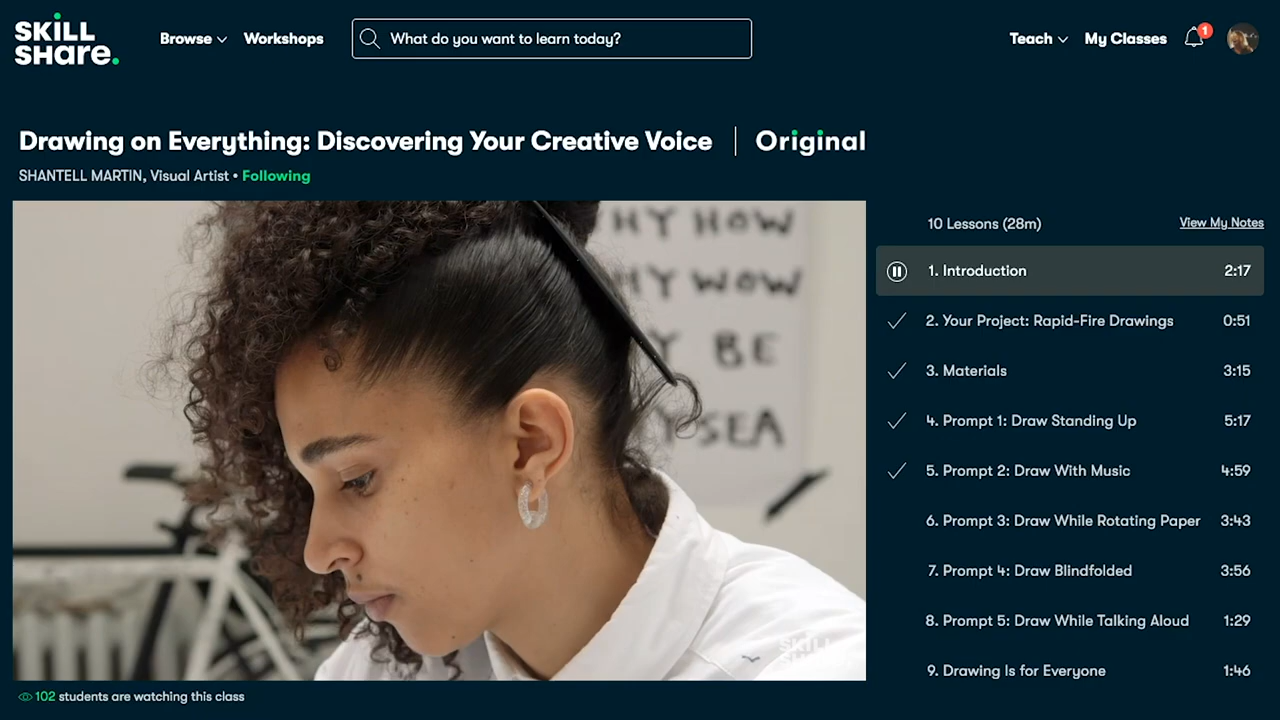 SKILL
SHARE.
Browse
Workshops
What do you want to learn today?
Teach
My Classes
1
Drawing on Everything: Discovering Your Creative Voice | Original
SHANTELL MARTIN, Visual Artist • Following
HY HOW
HY WOW
Y BE
YSEA
SKILL
SH
102 students are watching this class
10 Lessons (28m)
View My Notes
1. Introduction 2:17
2. Your Project: Rapid-Fire Drawings 0:51
3. Materials 3:15
4. Prompt 1: Draw Standing Up 5:17
5. Prompt 2: Draw With Music 4:59
6. Prompt 3: Draw While Rotating Paper 3:43
7. Prompt 4: Draw Blindfolded 3:56
8. Prompt 5: Draw While Talking Aloud 1:29
9. Drawing Is for Everyone 1:46